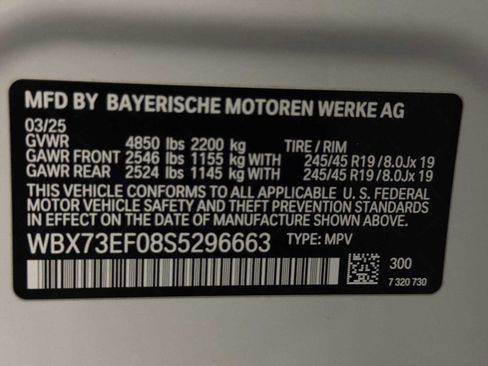 MFD BY BAYERISCHE MOTOREN WERKE AG
03/25
GVWR 4850 lbs 2200 kg TIRE / RIM
GAWR FRONT 2546 lbs 1155 kg WITH 245/45 R19 / 8.0Jx 19
GAWR REAR 2524 lbs 1145 kg WITH 245/45 R19 / 8.0Jx 19
THIS VEHICLE CONFORMS TO ALL APPLICABLE U. S. FEDERAL
MOTOR VEHICLE SAFETY AND THEFT PREVENTION STANDARDS
IN EFFECT ON THE DATE OF MANUFACTURE SHOWN ABOVE.
WBX73EF08S5296663 TYPE: MPV
300
7 320 730